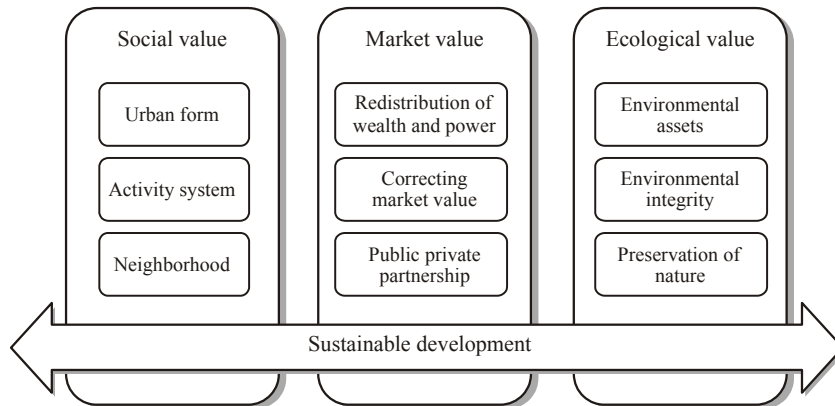 Social value
Urban form
Activity system
Neighborhood
Market value
Redistribution of
wealth and power
Correcting
market value
Public private
partnership
Ecological value
Environmental
assets
Environmental
integrity
Preservation of
nature
Sustainable development